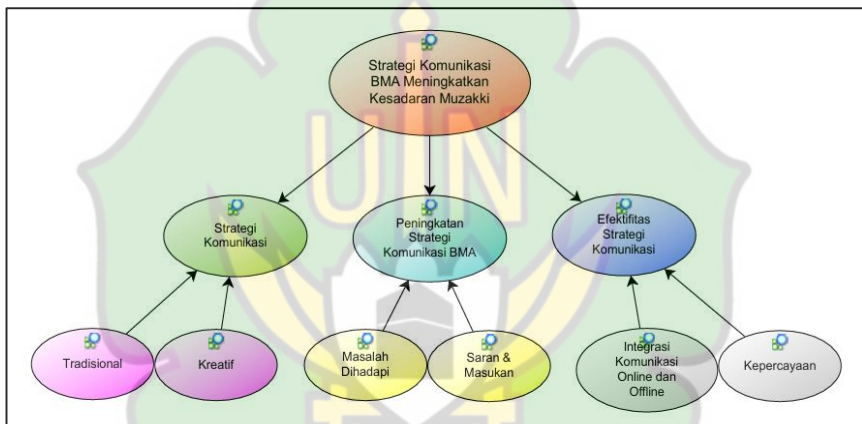 Strategi Komunikasi
BMA Meningkatkan
Kesadaran Muzakki
Strategi
Komunikasi
Peningkatan
Strategi
Komunikasi BMA
Efektifitas
Strategi
Komunikasi
Tradisional
Kreatif
Masalah
Dihadapi
Saran &
Masukan
Integrasi
Komunikasi
Online dan
Offline
Kepercayaan
UIN